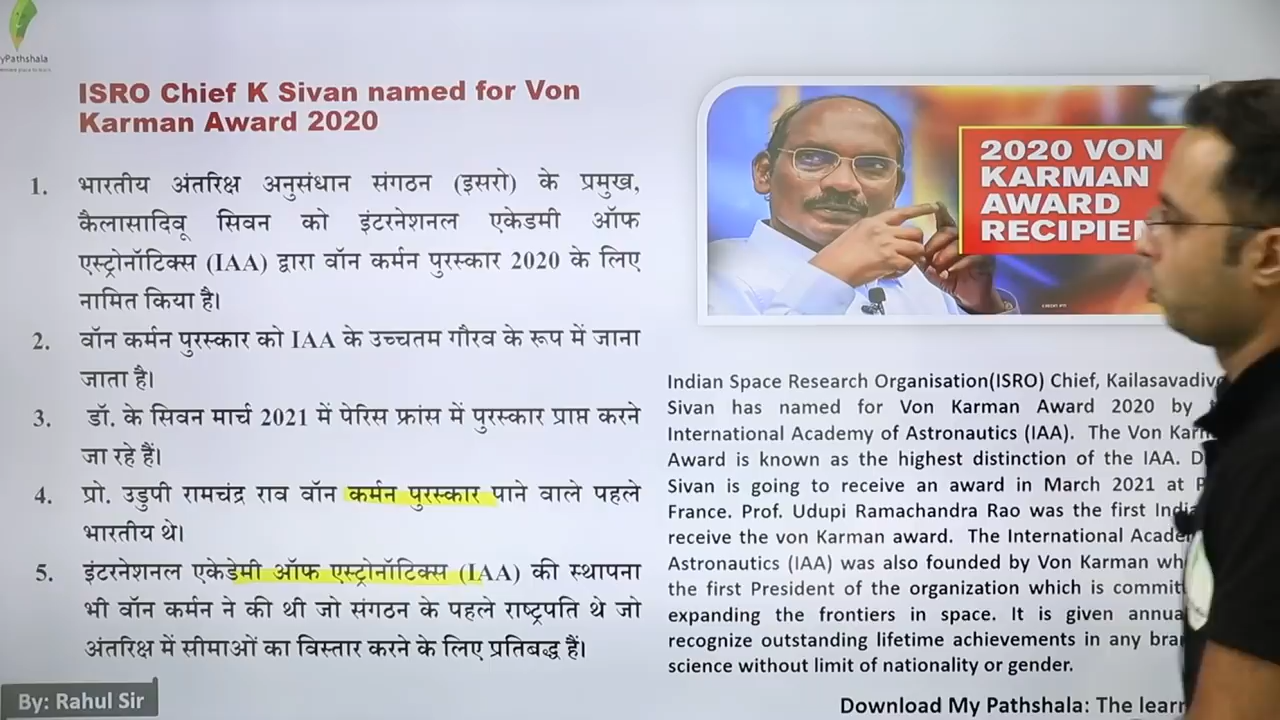 yPathshala
ISRO Chief K Sivan named for Von
Karman Award 2020
1. भारतीय अंतरिक्ष अनुसंधान संगठन (इसरो) के प्रमुख,
कैलासादिवू सिवन को इंटरनेशनल एकेडमी ऑफ
एस्ट्रोनॉटिक्स (IAA) द्वारा वॉन कर्मन पुरस्कार 2020 के लिए
नामित किया है।
2. वॉन कर्मन पुरस्कार को IAA के उच्चतम गौरव के रूप में जाना
जाता है।
3. डॉ. के सिवन मार्च 2021 में पेरिस फ्रांस में पुरस्कार प्राप्त करने
जा रहे हैं।
4. प्रो. उडुपी रामचंद्र राव वॉन कर्मन पुरस्कार पाने वाले पहले
भारतीय थे।
5. इंटरनेशनल एकेडेमी ऑफ एस्ट्रोनॉटिक्स (IAA) की स्थापना
भी वॉन कर्मन ने की थी जो संगठन के पहले राष्ट्रपति थे जो
अंतरिक्ष में सीमाओं का विस्तार करने के लिए प्रतिबद्ध हैं।
By: Rahul Sir
2020 VON
KARMAN
AWARD
RECIPIEN
Indian Space Research Organisation(ISRO) Chief, Kailasavadivo
Sivan has named for Von Karman Award 2020 by
International Academy of Astronautics (IAA). The Von Karm
Award is known as the highest distinction of the IAA. D
Sivan is going to receive an award in March 2021 at P
France. Prof. Udupi Ramachandra Rao was the first India
receive the von Karman award. The International Acade
Astronautics (IAA) was also founded by Von Karman wh
the first President of the organization which is commit
expanding the frontiers in space. It is given annua
recognize outstanding lifetime achievements in any bra
science without limit of nationality or gender.
Download My Pathshala: The learn